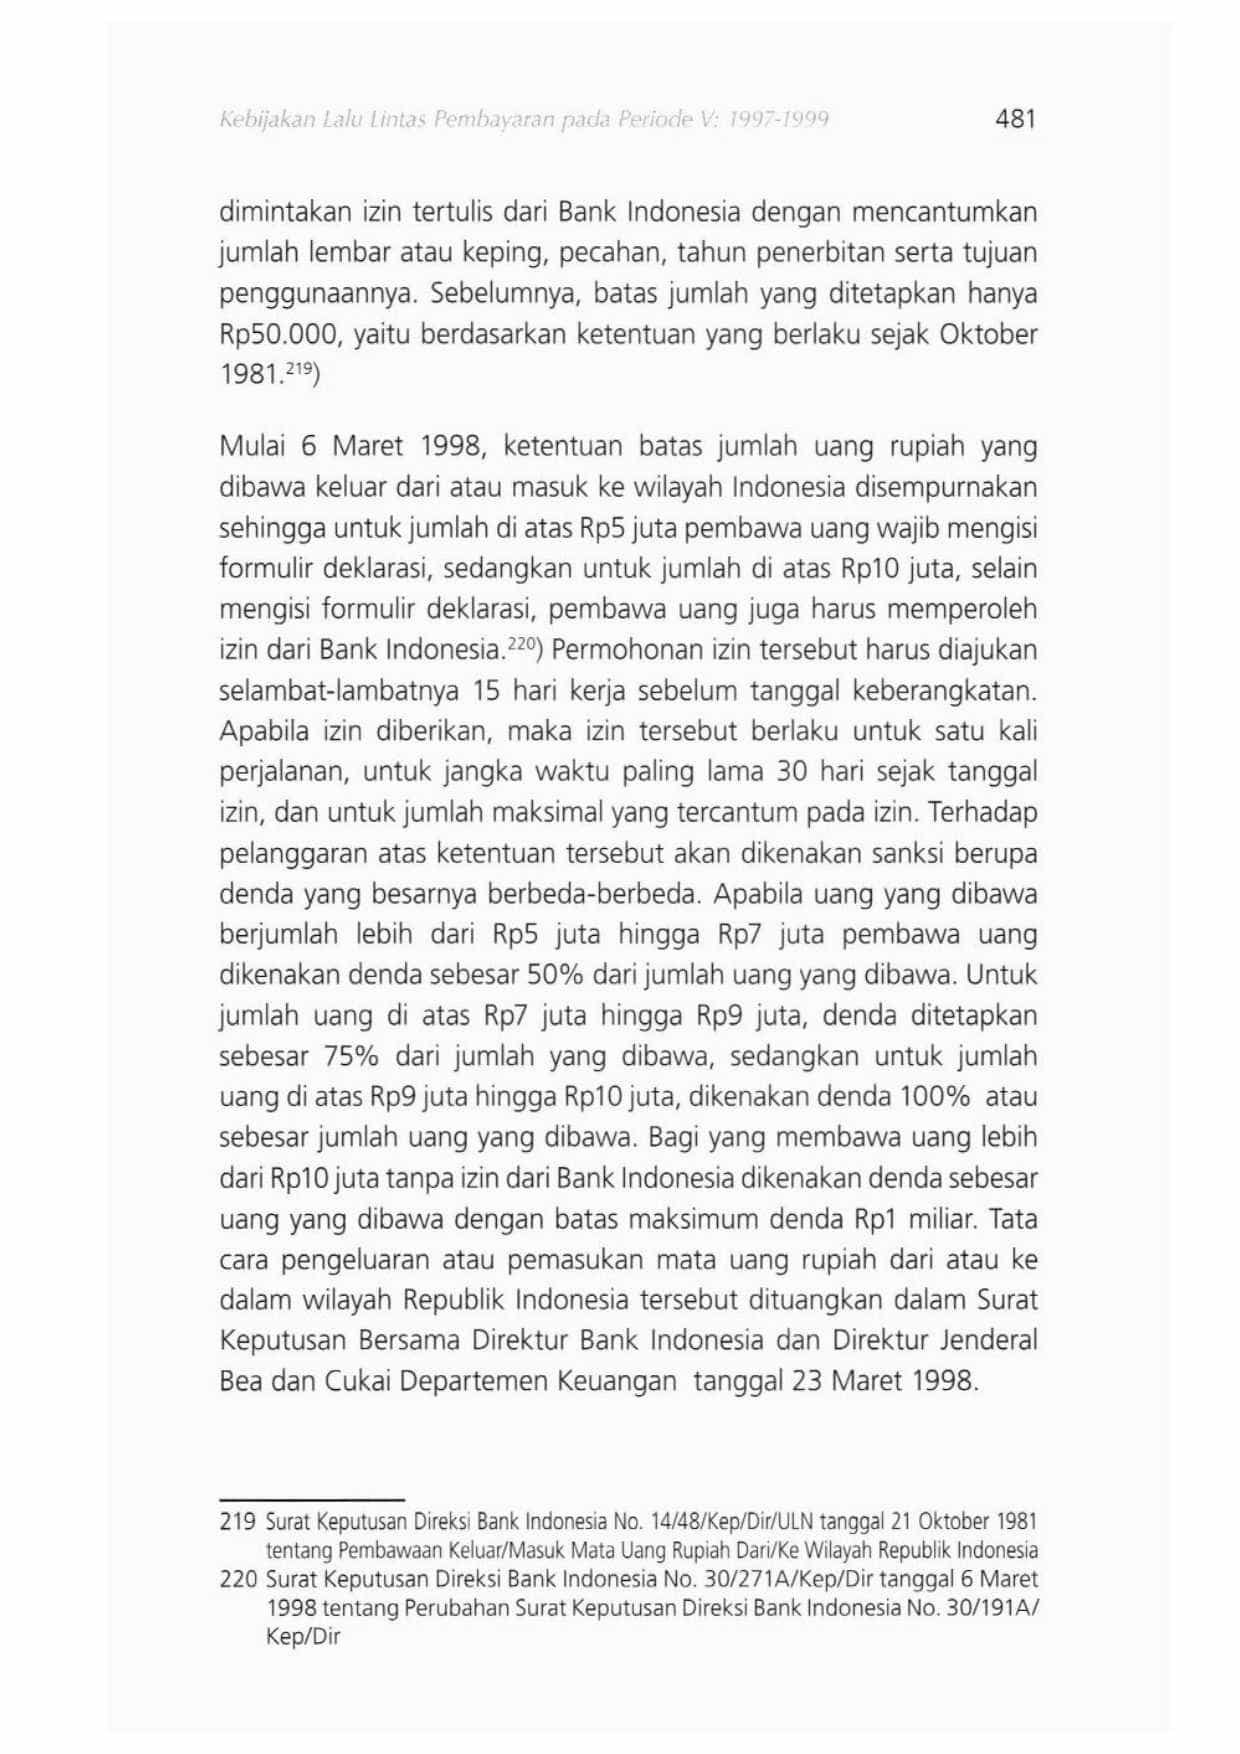 Kebijakan Lalu Lintas Pembayaran pada Periode V: 1997-1999 481
dimintakan izin tertulis dari Bank Indonesia dengan mencantumkan
jumlah lembar atau keping, pecahan, tahun penerbitan serta tujuan
penggunaannya. Sebelumnya, batas jumlah yang ditetapkan hanya
Rp50.000, yaitu berdasarkan ketentuan yang berlaku sejak Oktober
1981.²¹⁹)
Mulai 6 Maret 1998, ketentuan batas jumlah uang rupiah yang
dibawa keluar dari atau masuk ke wilayah Indonesia disempurnakan
sehingga untuk jumlah di atas Rp5 juta pembawa uang wajib mengisi
formulir deklarasi, sedangkan untuk jumlah di atas Rp10 juta, selain
mengisi formulir deklarasi, pembawa uang juga harus memperoleh
izin dari Bank Indonesia.²²⁰) Permohonan izin tersebut harus diajukan
selambat-lambatnya 15 hari kerja sebelum tanggal keberangkatan.
Apabila izin diberikan, maka izin tersebut berlaku untuk satu kali
perjalanan, untuk jangka waktu paling lama 30 hari sejak tanggal
izin, dan untuk jumlah maksimal yang tercantum pada izin. Terhadap
pelanggaran atas ketentuan tersebut akan dikenakan sanksi berupa
denda yang besarnya berbeda-berbeda. Apabila uang yang dibawa
berjumlah lebih dari Rp5 juta hingga Rp7 juta pembawa uang
dikenakan denda sebesar 50% dari jumlah uang yang dibawa. Untuk
jumlah uang di atas Rp7 juta hingga Rp9 juta, denda ditetapkan
sebesar 75% dari jumlah yang dibawa, sedangkan untuk jumlah
uang di atas Rp9 juta hingga Rp10 juta, dikenakan denda 100% atau
sebesar jumlah uang yang dibawa. Bagi yang membawa uang lebih
dari Rp10 juta tanpa izin dari Bank Indonesia dikenakan denda sebesar
uang yang dibawa dengan batas maksimum denda Rp1 miliar. Tata
cara pengeluaran atau pemasukan mata uang rupiah dari atau ke
dalam wilayah Republik Indonesia tersebut dituangkan dalam Surat
Keputusan Bersama Direktur Bank Indonesia dan Direktur Jenderal
Bea dan Cukai Departemen Keuangan tanggal 23 Maret 1998.
219 Surat Keputusan Direksi Bank Indonesia No. 14/48/Kep/Dir/ULN tanggal 21 Oktober 1981
tentang Pembawaan Keluar/Masuk Mata Uang Rupiah Dari/Ke Wilayah Republik Indonesia
220 Surat Keputusan Direksi Bank Indonesia No. 30/271A/Kep/Dir tanggal 6 Maret
1998 tentang Perubahan Surat Keputusan Direksi Bank Indonesia No. 30/191A/
Kep/Dir